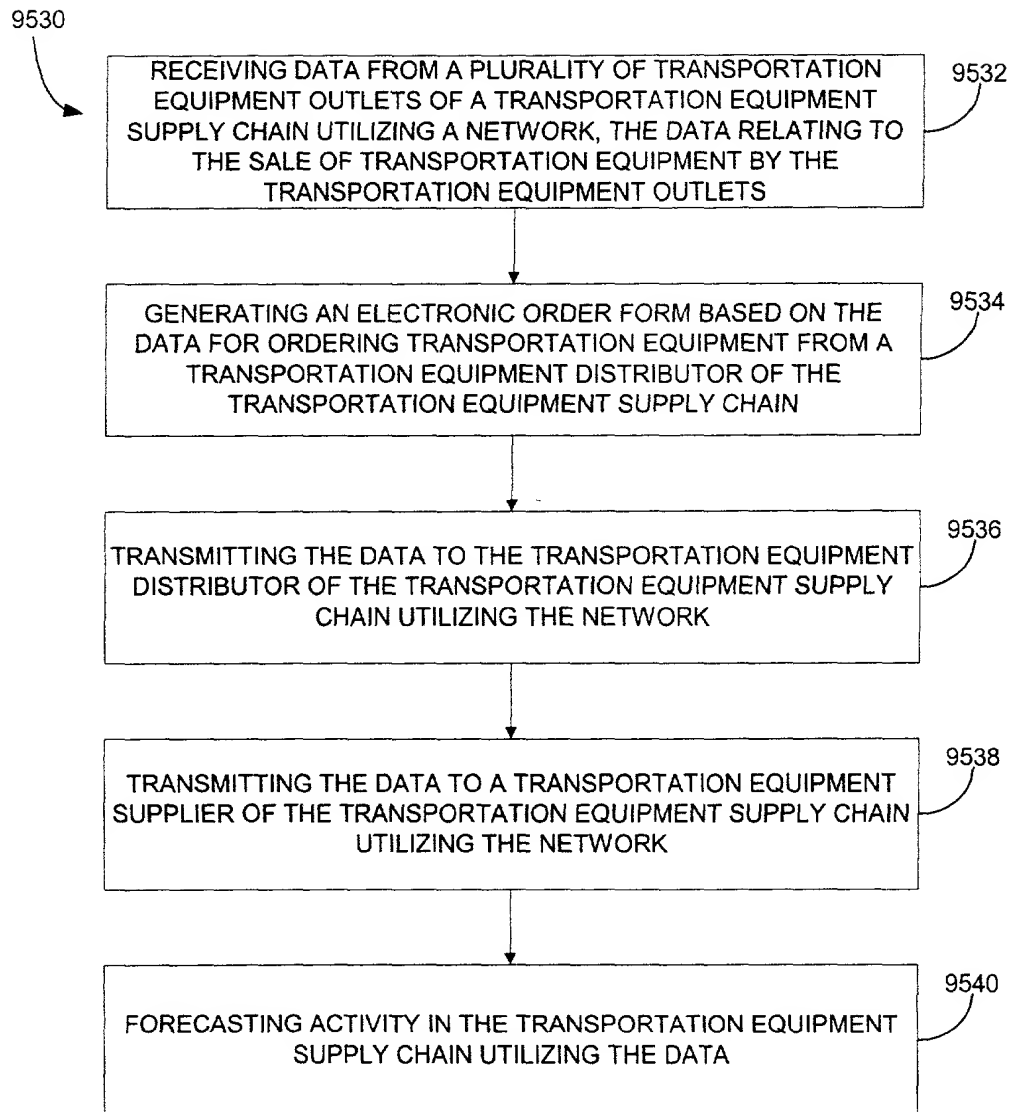 9530
RECEIVING DATA FROM A PLURALITY OF TRANSPORTATION
EQUIPMENT OUTLETS OF A TRANSPORTATION EQUIPMENT
SUPPLY CHAIN UTILIZING A NETWORK, THE DATA RELATING TO
THE SALE OF TRANSPORTATION EQUIPMENT BY THE
TRANSPORTATION EQUIPMENT OUTLETS
9532
GENERATING AN ELECTRONIC ORDER FORM BASED ON THE
DATA FOR ORDERING TRANSPORTATION EQUIPMENT FROM A
TRANSPORTATION EQUIPMENT DISTRIBUTOR OF THE
TRANSPORTATION EQUIPMENT SUPPLY CHAIN
9534
TRANSMITTING THE DATA TO THE TRANSPORTATION EQUIPMENT
DISTRIBUTOR OF THE TRANSPORTATION EQUIPMENT SUPPLY
CHAIN UTILIZING THE NETWORK
9536
TRANSMITTING THE DATA TO A TRANSPORTATION EQUIPMENT
SUPPLIER OF THE TRANSPORTATION EQUIPMENT SUPPLY CHAIN
UTILIZING THE NETWORK
9538
FORECASTING ACTIVITY IN THE TRANSPORTATION EQUIPMENT
SUPPLY CHAIN UTILIZING THE DATA
9540